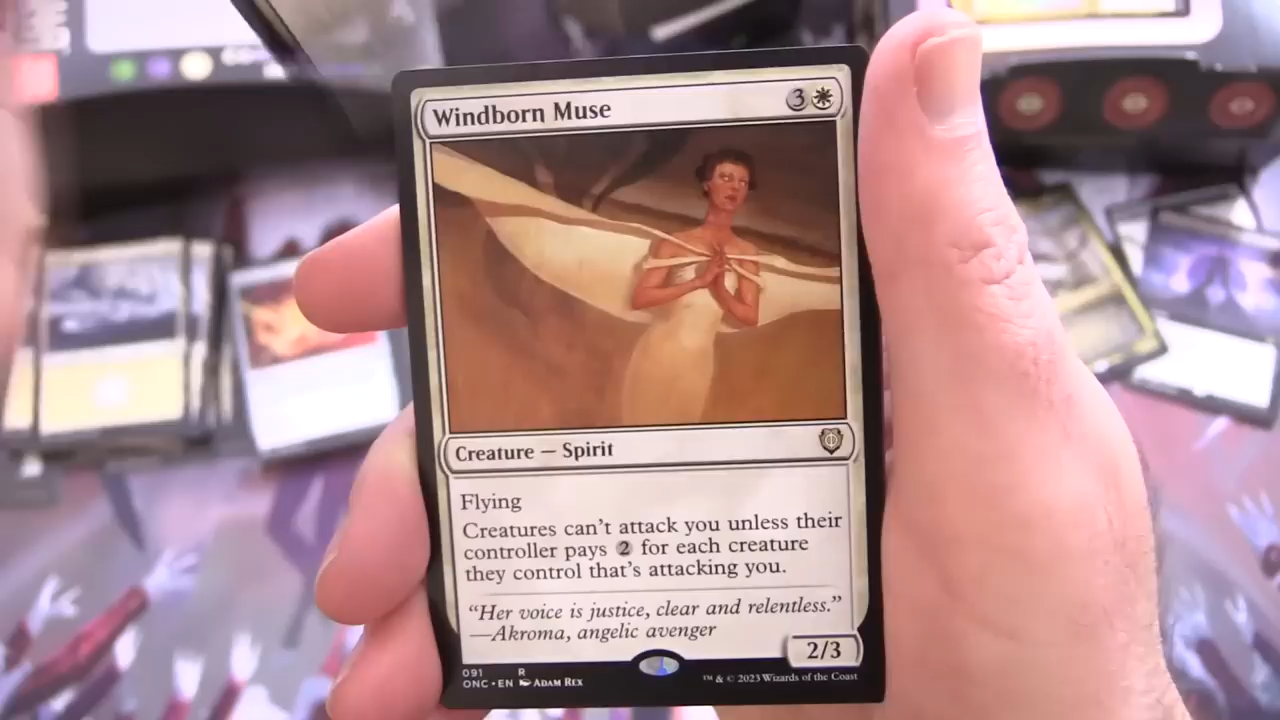 Windborn Muse 3
Creature — Spirit
Flying
Creatures can't attack you unless their
controller pays 2 for each creature
they control that's attacking you.
"Her voice is justice, clear and relentless."
—Akroma, angelic avenger
2/3
091 R
ONC • EN Adam Rex
™ & © 2023 Wizards of the Coast